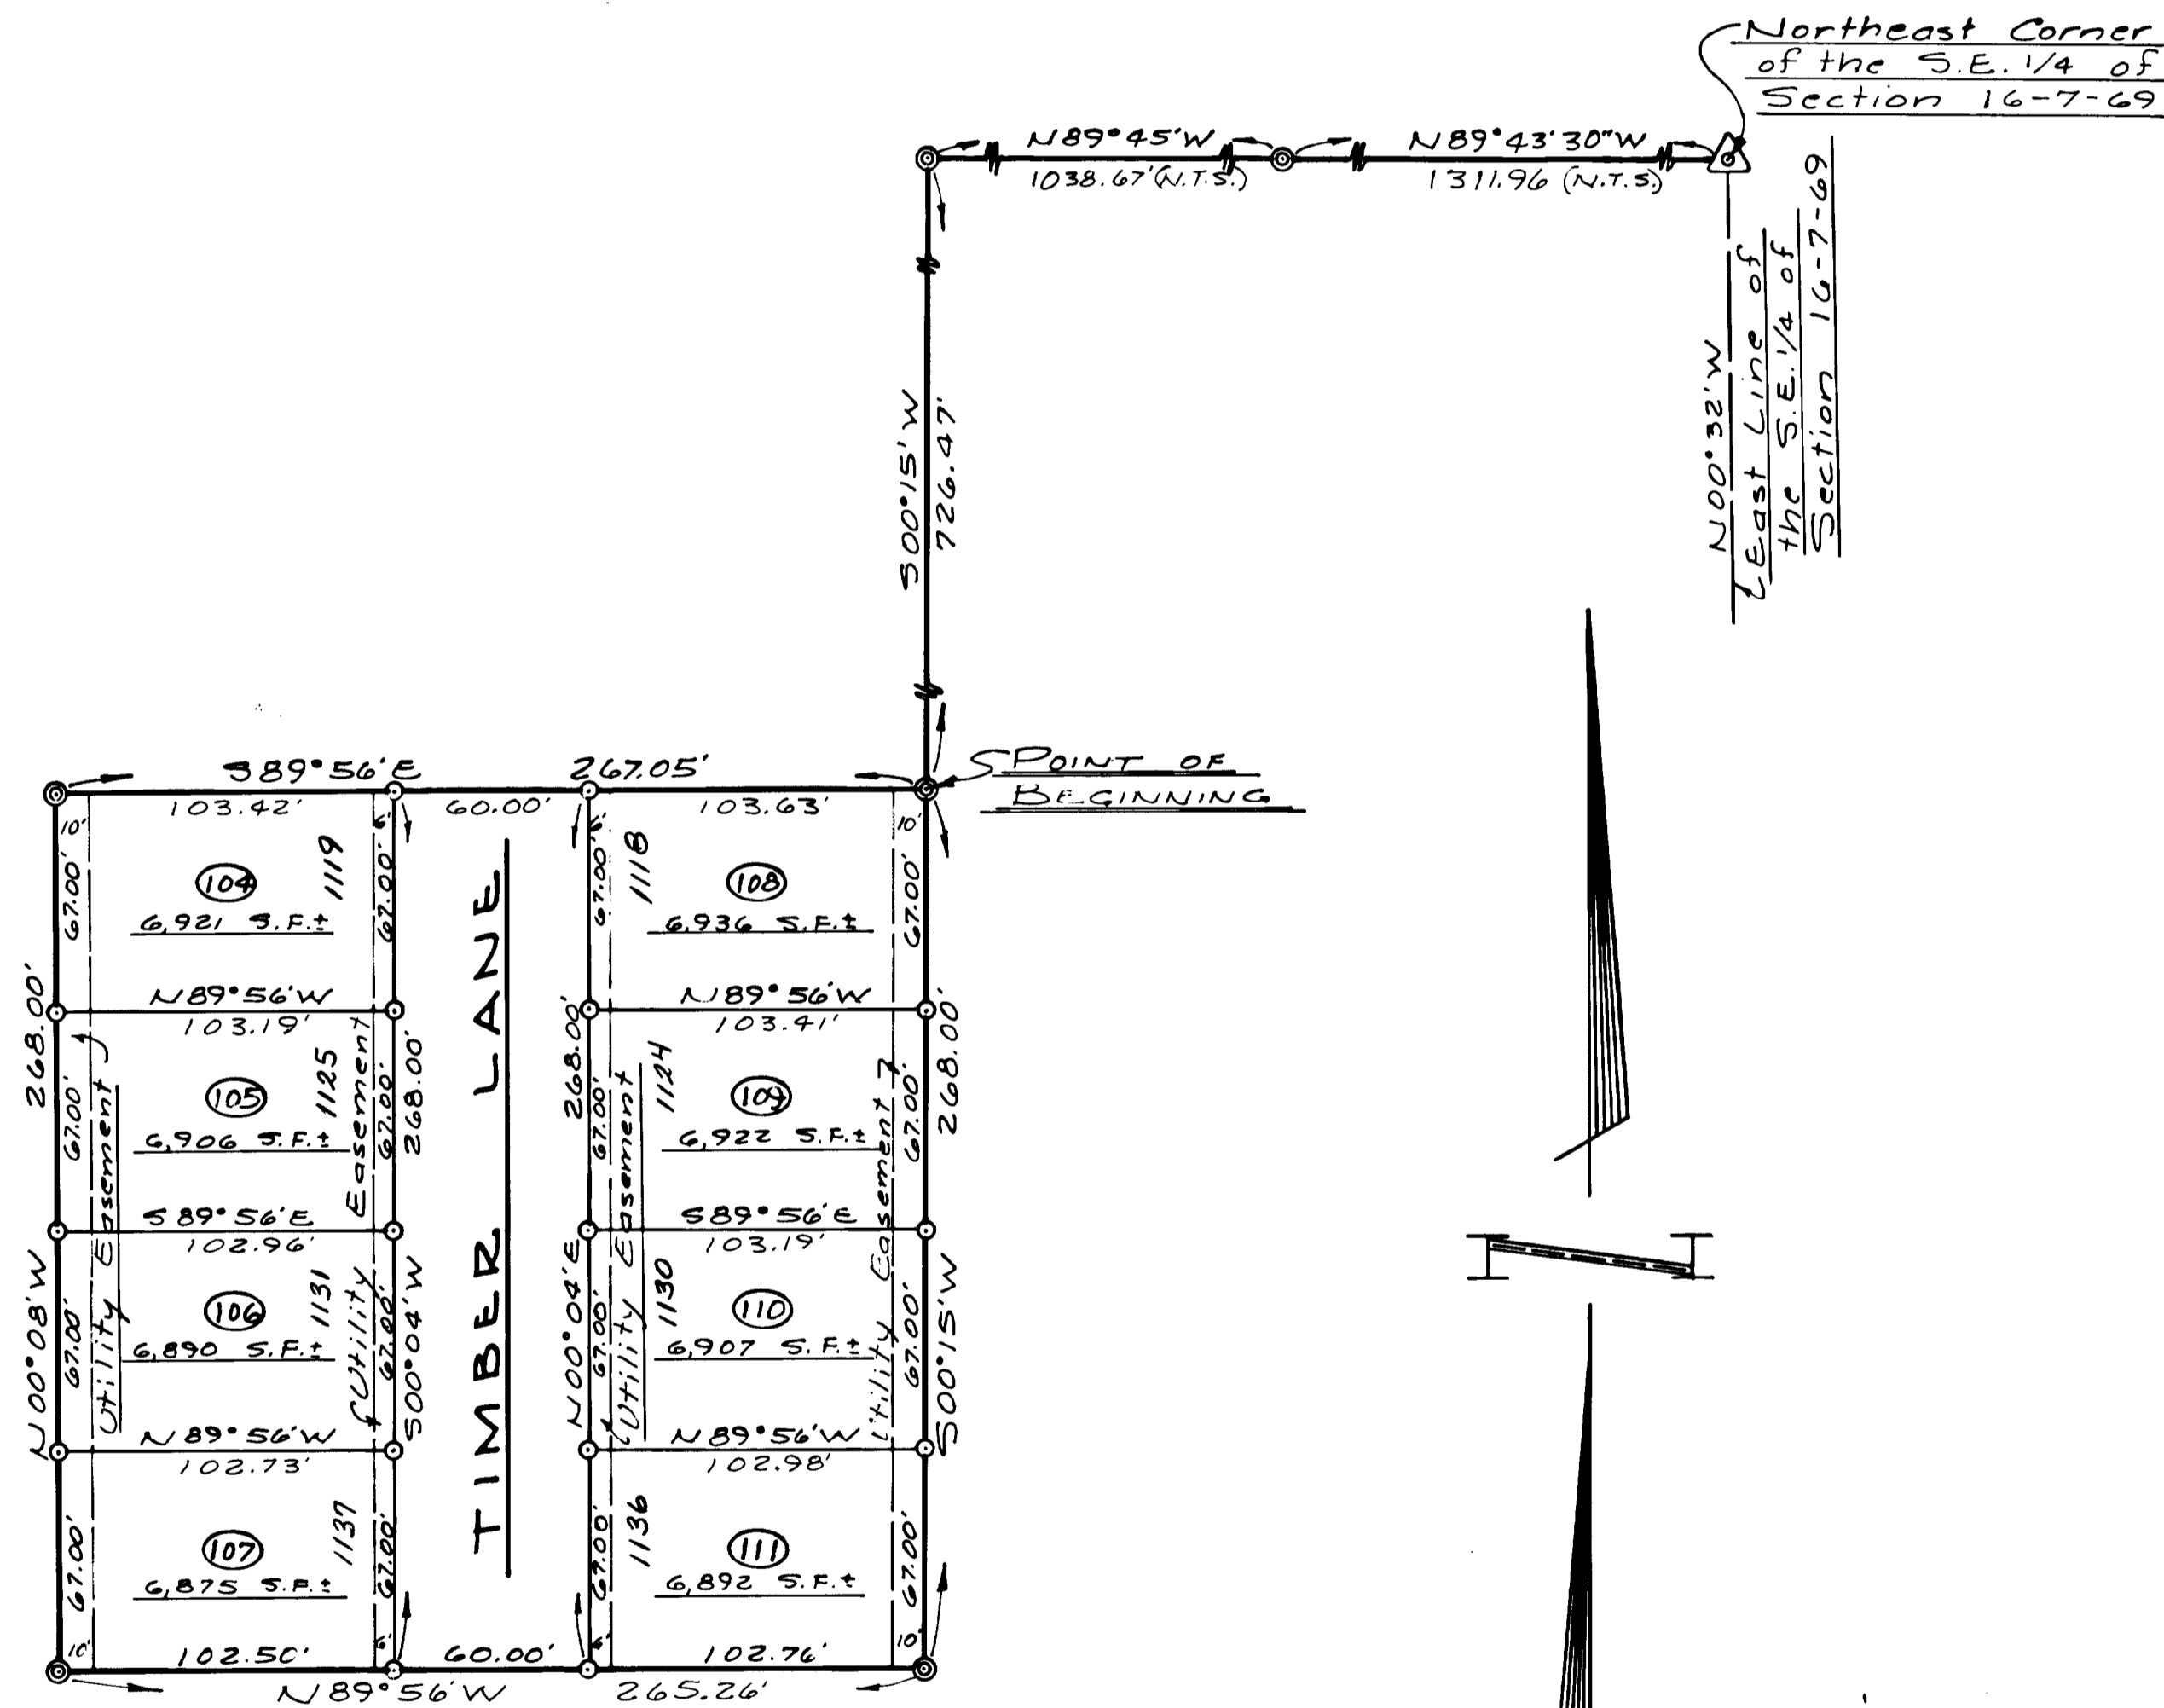 Northeast Corner
of the S.E. 1/4 of
Section 16-7-69
N89°45'W
1038.67'(N.T.S.)
N89°43'30"W
1311.96 (N.T.S.)
N00°32'W
East Line of
the S.E. 1/4 of
Section 16-7-69
S00°15'W
726.47'
POINT OF
BEGINNING
S89°56'E
267.05'
103.42'
60.00'
103.63'
10'
6'
6'
10'
67.00'
104
1119
6,921 S.F.±
67.00'
67.00'
1118
108
6,936 S.F.±
67.00'
N89°56'W
103.19'
N89°56'W
103.41'
268.00'
67.00'
105
1125
6,906 S.F.±
67.00'
268.00'
268.00'
67.00'
1124
109
6,922 S.F.±
67.00'
268.00'
S89°56'E
102.96'
S89°56'E
103.19'
N00°08'W
67.00'
Utility Easement
106
1131
6,890 S.F.±
Utility Easement
67.00'
S00°04'W
TIMBER LANE
N00°04'E
67.00'
Utility Easement
1130
110
6,907 S.F.±
Utility Easement
67.00'
S00°15'W
N89°56'W
102.73'
N89°56'W
102.98'
67.00'
107
1137
6,875 S.F.±
67.00'
67.00'
1136
111
6,892 S.F.±
67.00'
10'
102.50'
6'
60.00'
6'
102.76'
10'
N89°56'W
265.26'